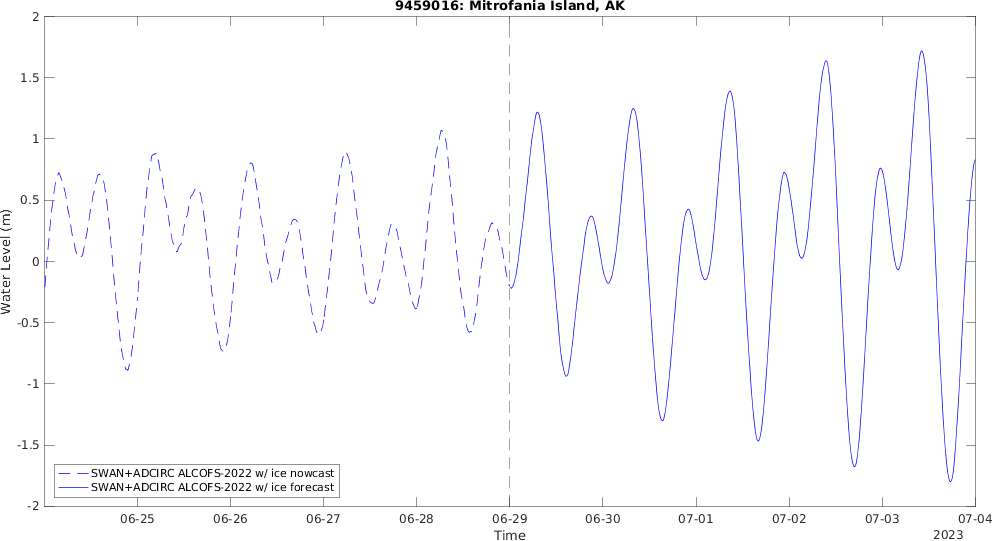 9459016: Mitrofania Island, AK
2
1.5
1
0.5
0
-0.5
-1
-1.5
-2
Water Level (m)
SWAN+ADCIRC ALCOFS-2022 w/ ice nowcast
SWAN+ADCIRC ALCOFS-2022 w/ ice forecast
06-25 06-26 06-27 06-28 06-29 06-30 07-01 07-02 07-03 07-04
Time
2023